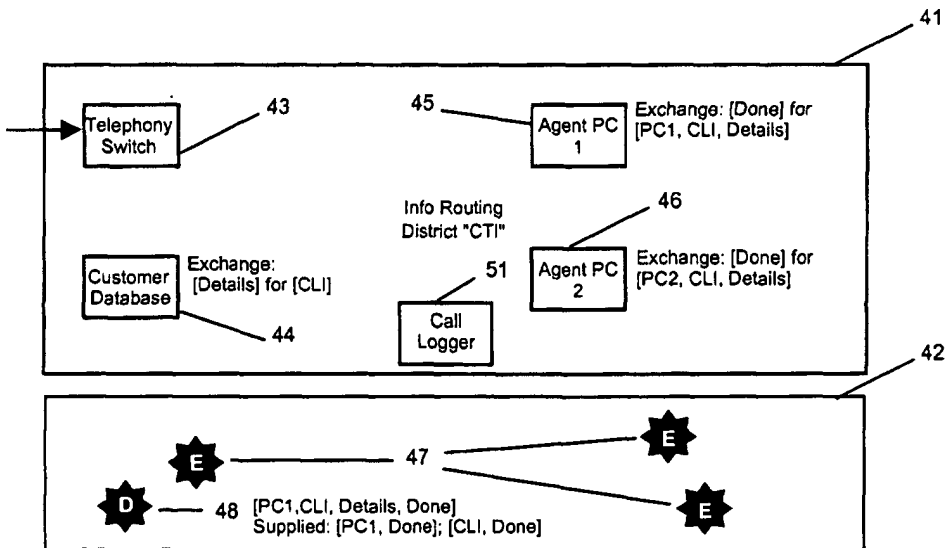 41
Telephony
Switch
43
45
Agent PC
1
Exchange: [Done] for
[PC1, CLI, Details]
Info Routing
District "CTI"
46
Customer
Database
Exchange:
[Details] for [CLI]
44
51
Call
Logger
Agent PC
2
Exchange: [Done] for
[PC2, CLI, Details]
42
E
47
E
D
48
[PC1,CLI, Details, Done]
Supplied: [PC1, Done]; [CLI, Done]
E